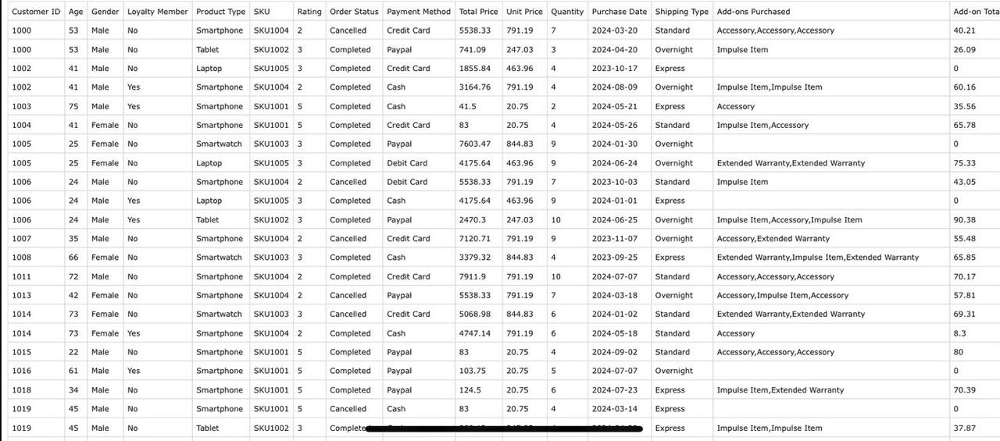 Customer ID Age Gender Loyalty Member Product Type SKU Rating Order Status Payment Method Total Price Unit Price Quantity Purchase Date Shipping Type Add-ons Purchased Add-on Tota
1000 53 Male No Smartphone SKU1004 2 Cancelled Credit Card 5538.33 791.19 7 2024-03-20 Standard Accessory,Accessory,Accessory 40.21
1000 53 Male No Tablet SKU1002 3 Completed Paypal 741.09 247.03 3 2024-04-20 Overnight Impulse Item 26.09
1002 41 Male No Laptop SKU1005 3 Completed Credit Card 1855.84 463.96 4 2023-10-17 Express 0
1002 41 Male Yes Smartphone SKU1004 2 Completed Cash 3164.76 791.19 4 2024-08-09 Overnight Impulse Item,Impulse Item 60.16
1003 75 Male Yes Smartphone SKU1001 5 Completed Cash 41.5 20.75 2 2024-05-21 Express Accessory 35.56
1004 41 Female No Smartphone SKU1001 5 Completed Credit Card 83 20.75 4 2024-05-26 Standard Impulse Item,Accessory 65.78
1005 25 Female No Smartwatch SKU1003 3 Completed Paypal 7603.47 844.83 9 2024-01-30 Overnight 0
1005 25 Female No Laptop SKU1005 3 Completed Debit Card 4175.64 463.96 9 2024-06-24 Overnight Extended Warranty,Extended Warranty 75.33
1006 24 Male No Smartphone SKU1004 2 Cancelled Debit Card 5538.33 791.19 7 2023-10-03 Standard Impulse Item 43.05
1006 24 Male Yes Laptop SKU1005 3 Completed Cash 4175.64 463.96 9 2024-01-01 Express 0
1006 24 Male Yes Tablet SKU1002 3 Completed Paypal 2470.3 247.03 10 2024-06-25 Overnight Impulse Item,Accessory,Impulse Item 90.38
1007 35 Male No Smartphone SKU1004 2 Cancelled Credit Card 7120.71 791.19 9 2023-11-07 Overnight Accessory,Extended Warranty 55.48
1008 66 Female No Smartwatch SKU1003 3 Completed Cash 3379.32 844.83 4 2023-09-25 Express Extended Warranty,Impulse Item,Extended Warranty 65.85
1011 72 Male No Smartphone SKU1004 2 Completed Credit Card 7911.9 791.19 10 2024-07-07 Standard Accessory,Accessory,Accessory 70.17
1013 42 Female No Smartphone SKU1004 2 Cancelled Paypal 5538.33 791.19 7 2024-03-18 Overnight Accessory,Impulse Item,Accessory 57.81
1014 73 Female No Smartwatch SKU1003 3 Cancelled Credit Card 5068.98 844.83 6 2024-01-02 Standard Extended Warranty,Extended Warranty 69.31
1014 73 Female Yes Smartphone SKU1004 2 Completed Cash 4747.14 791.19 6 2024-05-18 Standard Accessory 8.3
1015 22 Male No Smartphone SKU1001 5 Completed Paypal 83 20.75 4 2024-09-02 Standard Accessory,Accessory,Accessory 80
1016 61 Male Yes Smartphone SKU1001 5 Completed Paypal 103.75 20.75 5 2024-07-07 Overnight 0
1018 34 Male No Smartphone SKU1001 5 Completed Paypal 124.5 20.75 6 2024-07-23 Express Impulse Item,Extended Warranty 70.39
1019 45 Male No Smartphone SKU1001 5 Cancelled Cash 83 20.75 4 2024-03-14 Express 0
1019 45 Male No Tablet SKU1002 3 Complete Express Impulse Item,Impulse Item 37.87